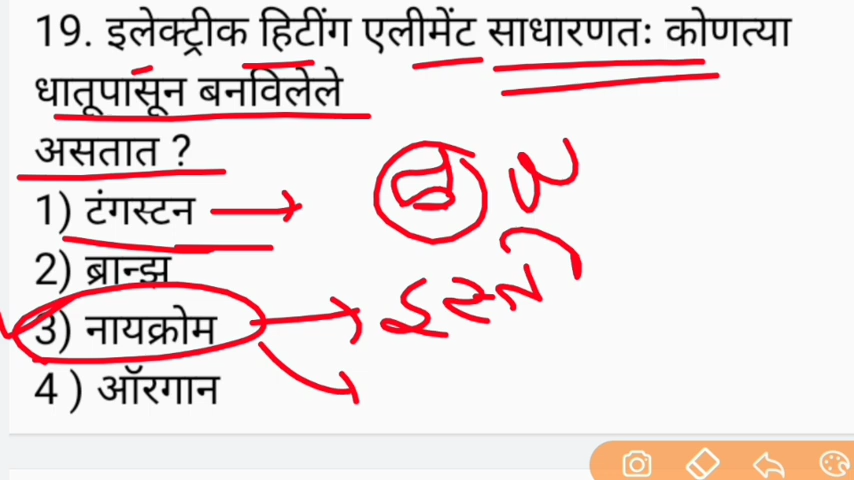 19. इलेक्ट्रीक हिटींग एलीमेंट साधारणतः कोणत्या
धातूपासून बनविलेले
असतात ?
1) टंगस्टन
2) ब्रान्झ
3) नायक्रोम
4 ) ऑरगान